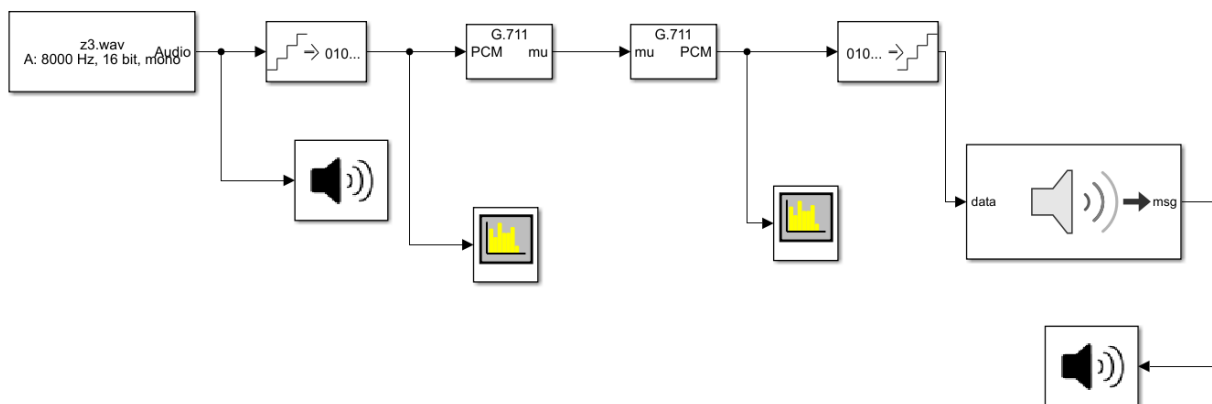 z3.wav
A: 8000 Hz, 16 bit, mono
Audio
010...
G.711
PCM
mu
G.711
mu
PCM
010...
data
msg